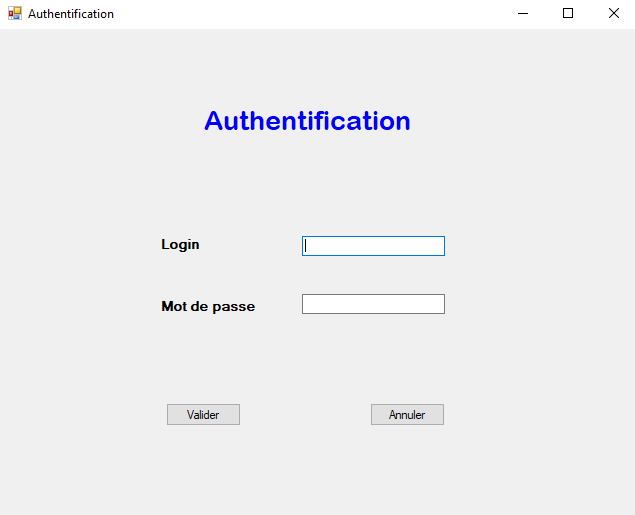 Authentification
Authentification
Login
Mot de passe
Valider
Annuler